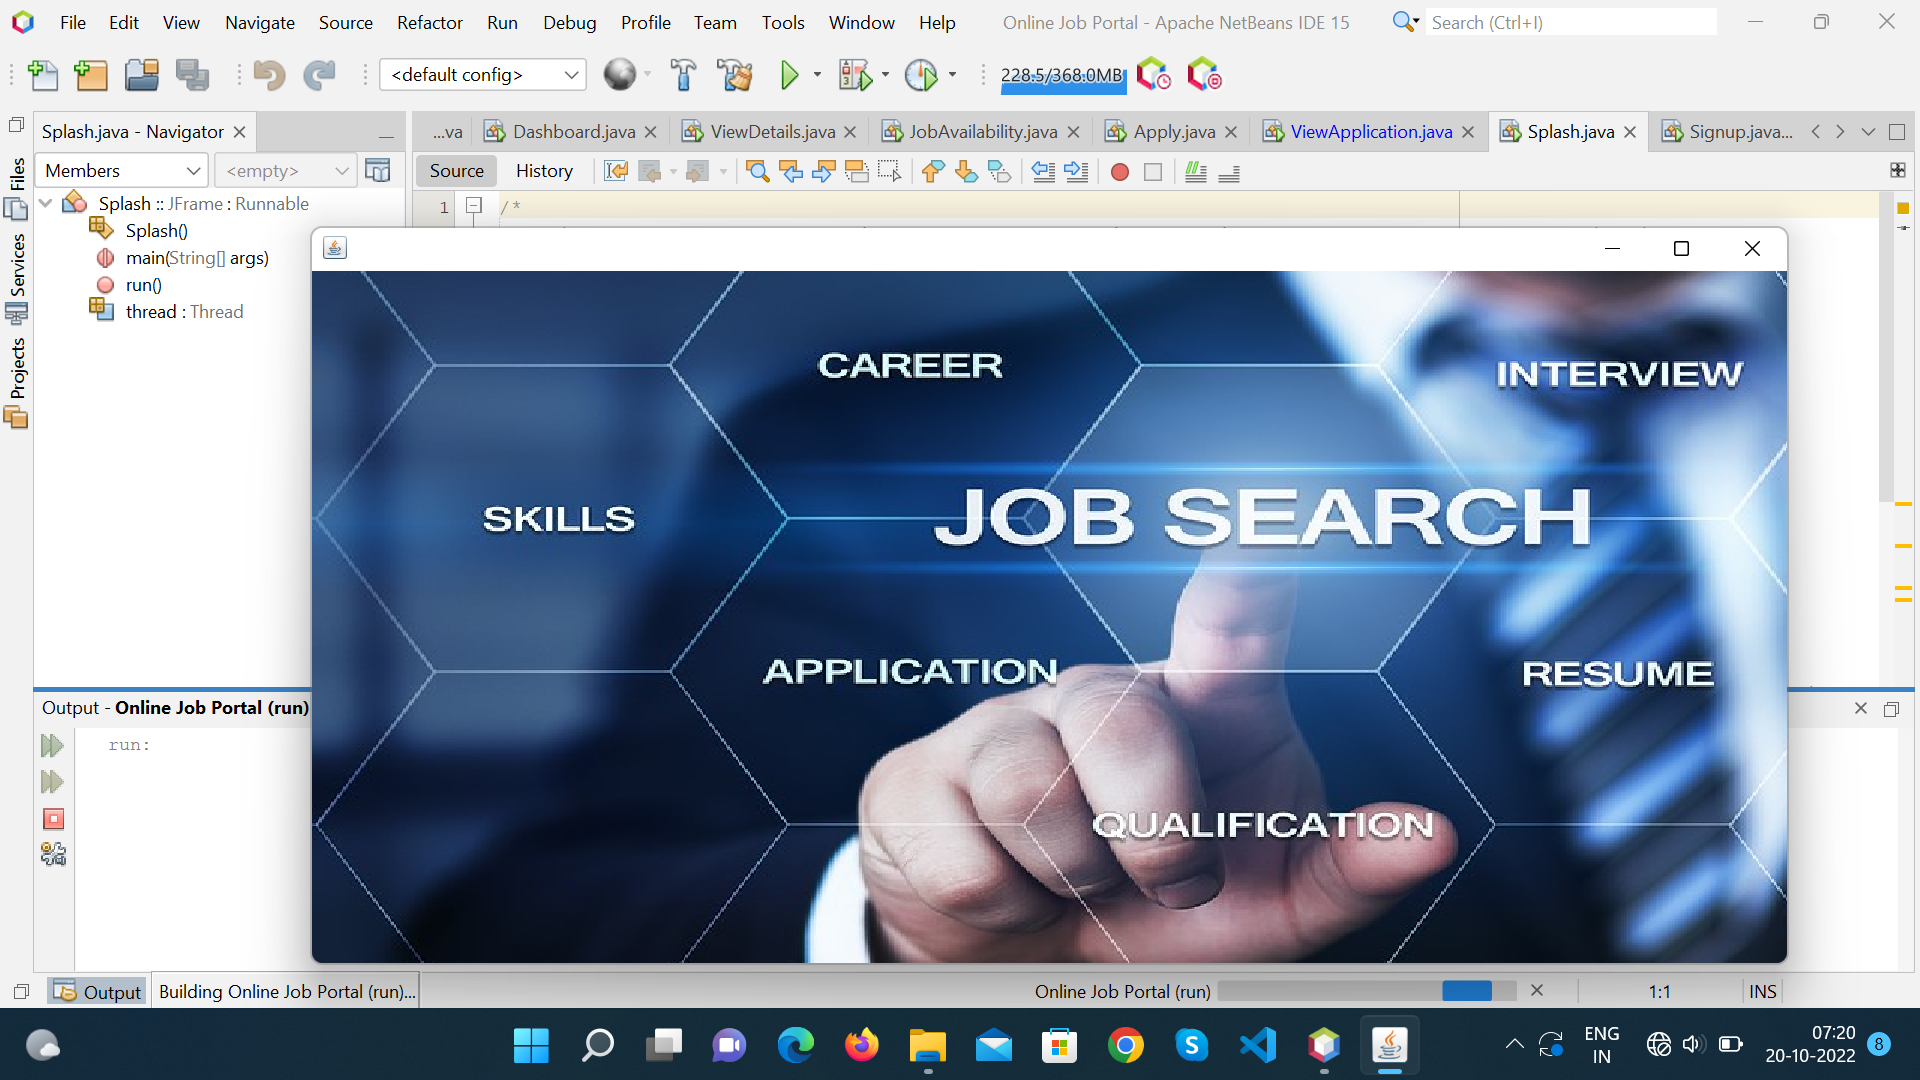 File Edit View Navigate Source Refactor Run Debug Profile Team Tools Window Help Online Job Portal - Apache NetBeans IDE 15 Search (Ctrl+I)
<default config> 228.5/368.0MB
Splash.java - Navigator
...va Dashboard.java ViewDetails.java JobAvailability.java Apply.java ViewApplication.java Splash.java Signup.java...
Members <empty>
Source History
Files
Services
Projects
Splash :: JFrame : Runnable
Splash()
main(String[] args)
run()
thread : Thread
1 /*
CAREER
INTERVIEW
SKILLS
JOB SEARCH
APPLICATION
RESUME
QUALIFICATION
Output - Online Job Portal (run)
run:
Output Building Online Job Portal (run)... Online Job Portal (run) 1:1 INS
ENG
IN
07:20
20-10-2022
8